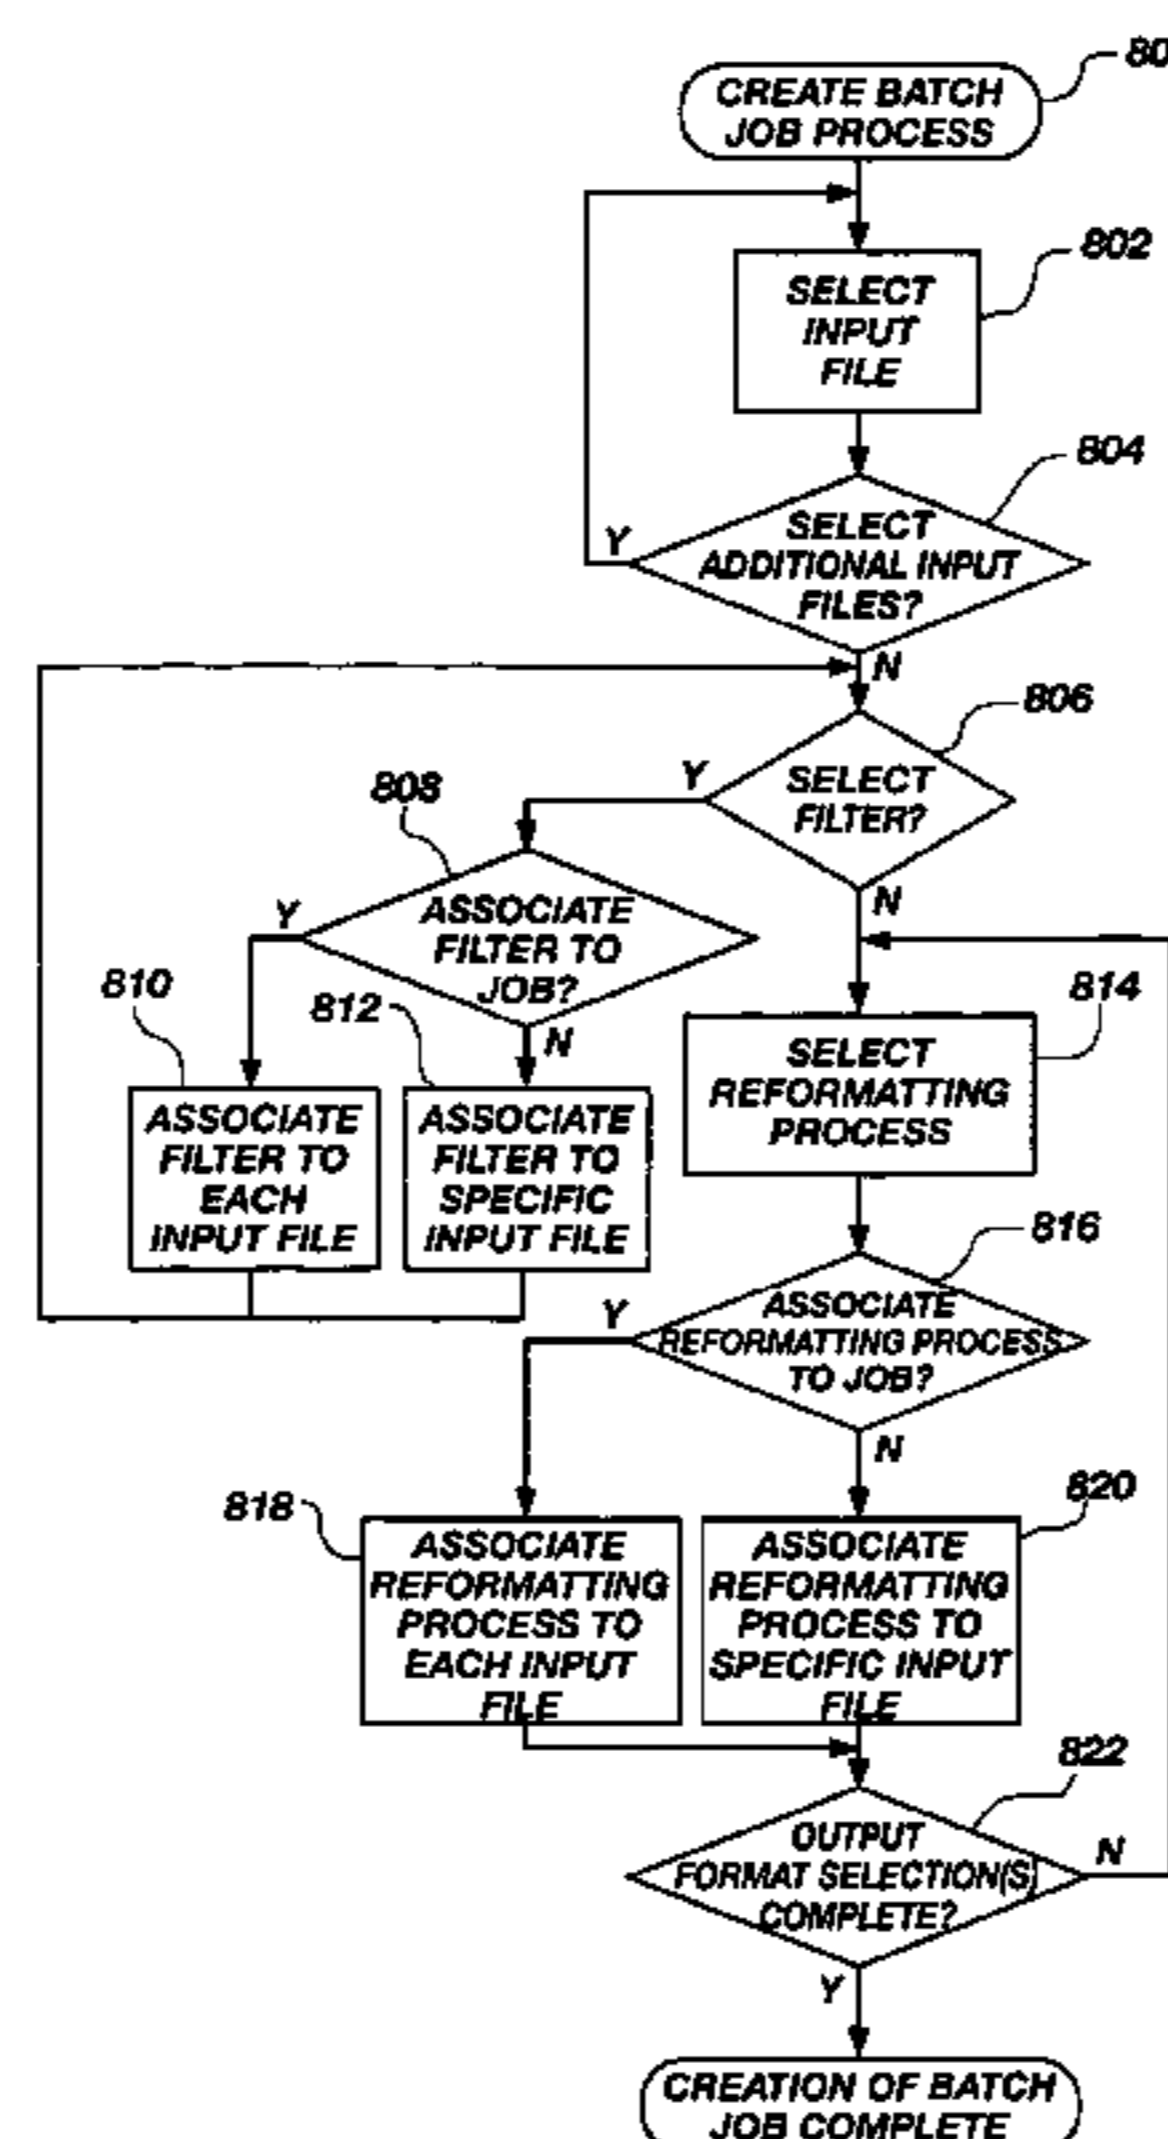 80
CREATE BATCH
JOB PROCESS
802
SELECT
INPUT
FILE
804
SELECT
ADDITIONAL INPUT
FILES?
Y
N
806
SELECT
FILTER?
Y
N
808
ASSOCIATE
FILTER TO
JOB?
Y
N
810
ASSOCIATE
FILTER TO
EACH
INPUT FILE
812
ASSOCIATE
FILTER TO
SPECIFIC
INPUT FILE
814
SELECT
REFORMATTING
PROCESS
816
ASSOCIATE
REFORMATTING PROCESS
TO JOB?
Y
N
818
ASSOCIATE
REFORMATTING
PROCESS TO
EACH INPUT
FILE
820
ASSOCIATE
REFORMATTING
PROCESS TO
SPECIFIC INPUT
FILE
822
OUTPUT
FORMAT SELECTION(S)
COMPLETE?
N
Y
CREATION OF BATCH
JOB COMPLETE